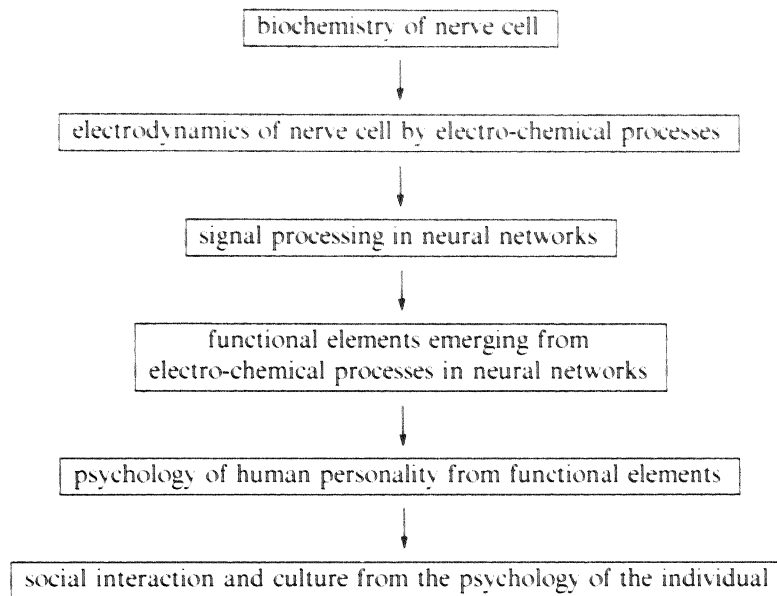 biochemistry of nerve cell
electrodynamics of nerve cell by electro-chemical processes
signal processing in neural networks
functional elements emerging from
electro-chemical processes in neural networks
psychology of human personality from functional elements
social interaction and culture from the psychology of the individual